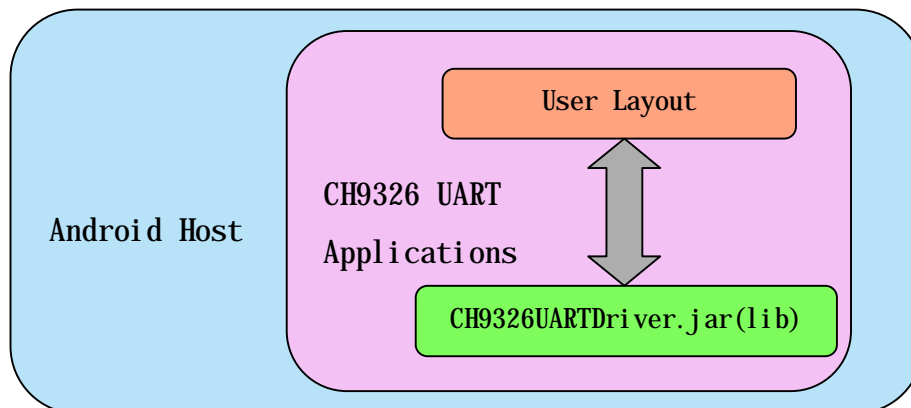 User Layout
CH9326 UART
Applications
Android Host
CH9326UARTDriver.jar(lib)